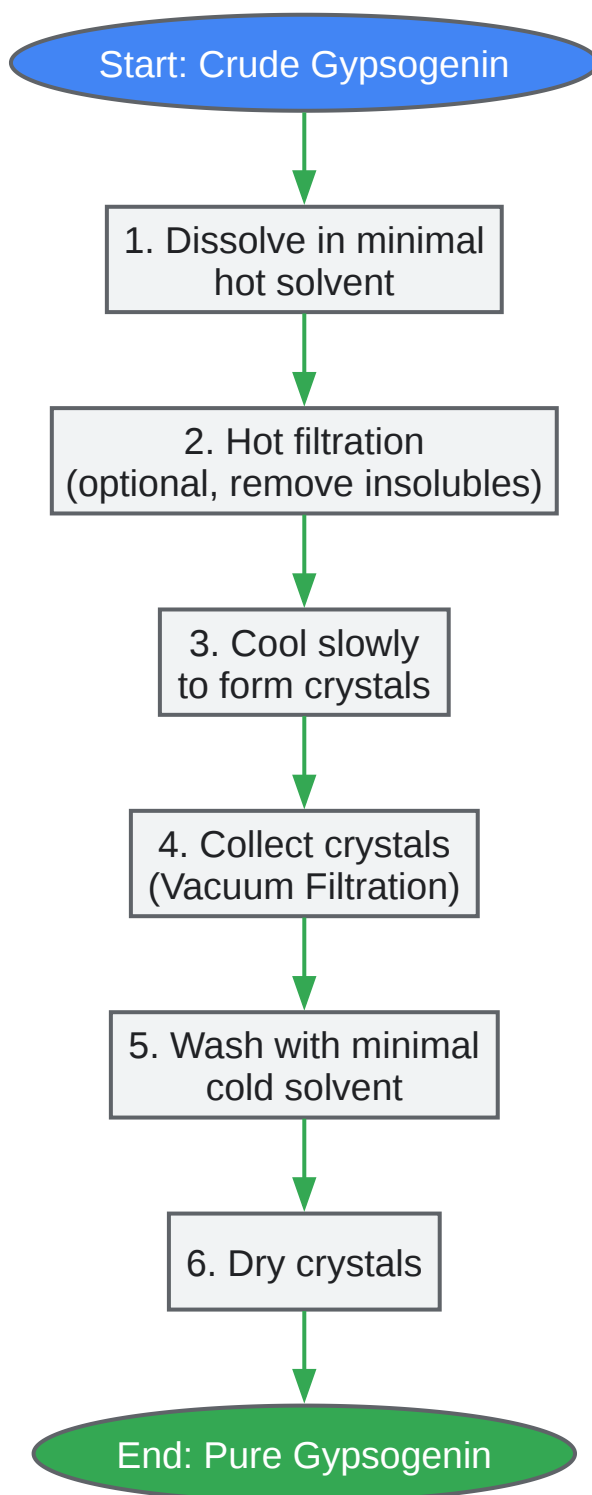 Start: Crude Gypsogenin
1. Dissolve in minimal
hot solvent
2. Hot filtration
(optional, remove insolubles)
3. Cool slowly
to form crystals
4. Collect crystals
(Vacuum Filtration)
5. Wash with minimal
cold solvent
6. Dry crystals
End: Pure Gypsogenin